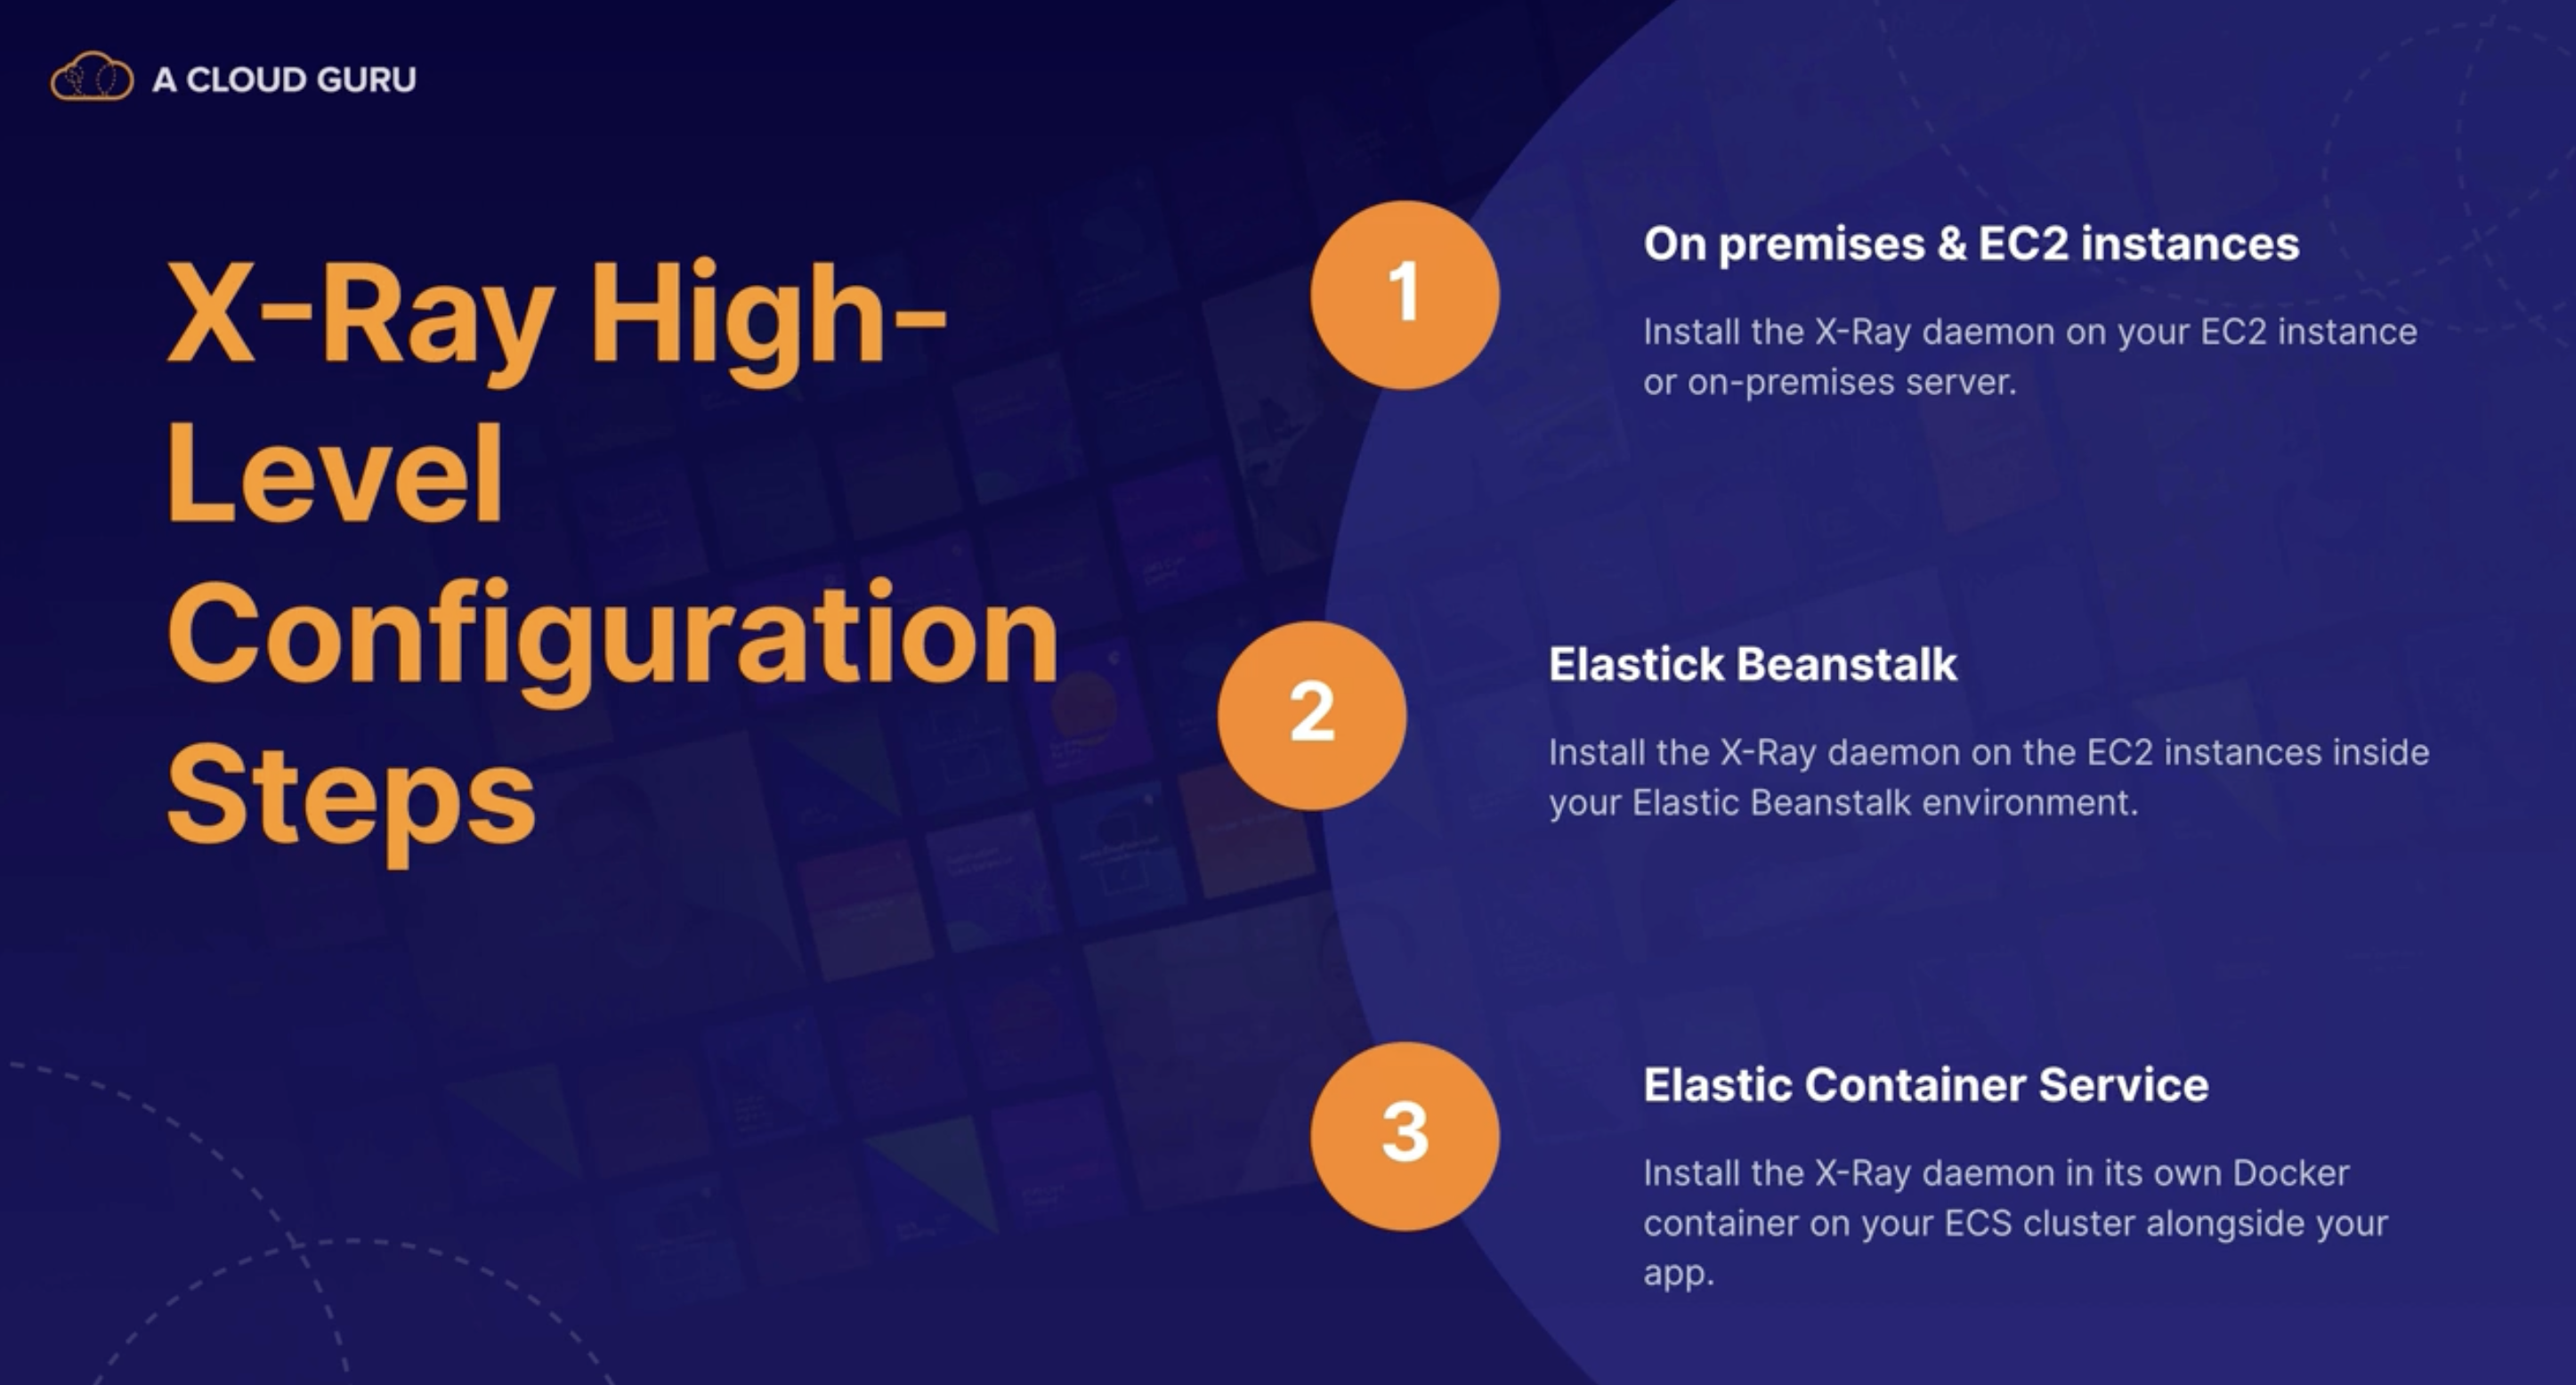 A CLOUD GURU
X-Ray High-
Level
Configuration
Steps
1
On premises & EC2 instances
Install the X-Ray daemon on your EC2 instance
or on-premises server.
2
Elastick Beanstalk
Install the X-Ray daemon on the EC2 instances inside
your Elastic Beanstalk environment.
3
Elastic Container Service
Install the X-Ray daemon in its own Docker
container on your ECS cluster alongside your
app.